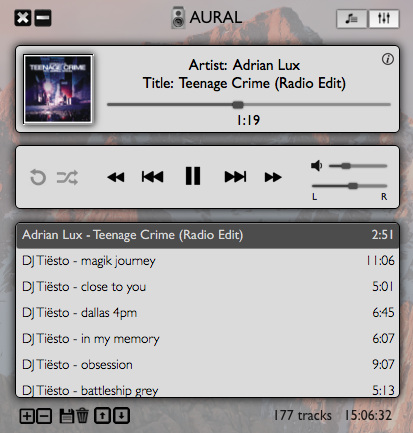 AURAL
TEENAGE CRIME
Artist: Adrian Lux
Title: Teenage Crime (Radio Edit)
1:19
L R
Adrian Lux - Teenage Crime (Radio Edit) 2:51
DJ Tiësto - magik journey 11:06
DJ Tiësto - close to you 5:01
DJ Tiësto - dallas 4pm 6:45
DJ Tiësto - in my memory 6:07
DJ Tiësto - obsession 9:07
DJ Tiësto - battleship grey 5:13
177 tracks 15:06:32